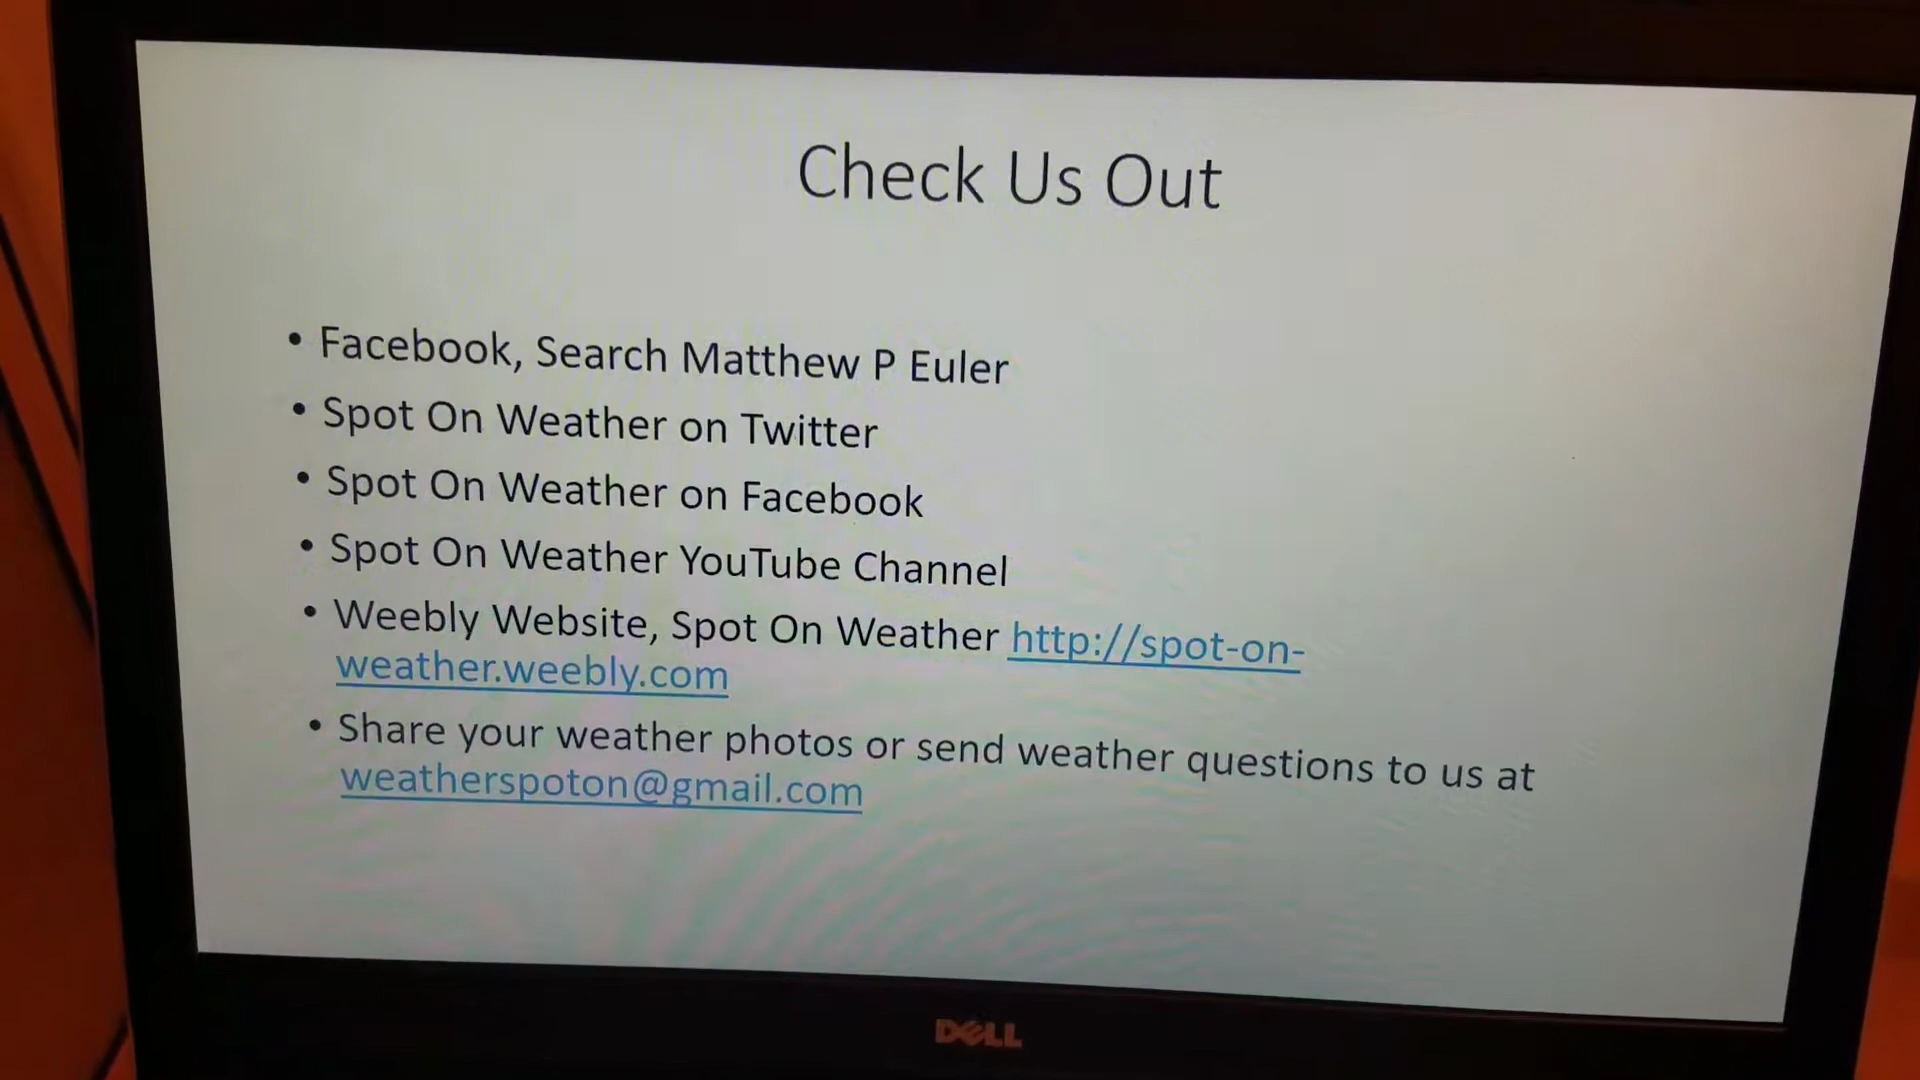 Check Us Out
• Facebook, Search Matthew P Euler
• Spot On Weather on Twitter
• Spot On Weather on Facebook
• Spot On Weather YouTube Channel
• Weebly Website, Spot On Weather http://spot-on-
weather.weebly.com
• Share your weather photos or send weather questions to us at
weatherspoton@gmail.com
DELL